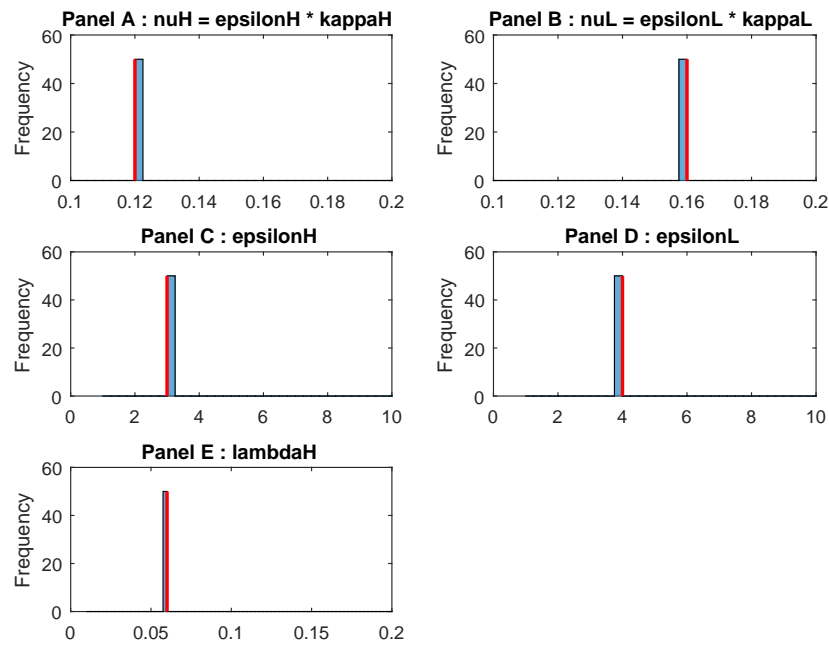 Panel A : nuH = epsilonH * kappaH
Frequency
60
40
20
0
0.1 0.12 0.14 0.16 0.18 0.2
Panel B : nuL = epsilonL * kappaL
Frequency
60
40
20
0
0.1 0.12 0.14 0.16 0.18 0.2
Panel C : epsilonH
Frequency
60
40
20
0
0 2 4 6 8 10
Panel D : epsilonL
Frequency
60
40
20
0
0 2 4 6 8 10
Panel E : lambdaH
Frequency
60
40
20
0
0 0.05 0.1 0.15 0.2